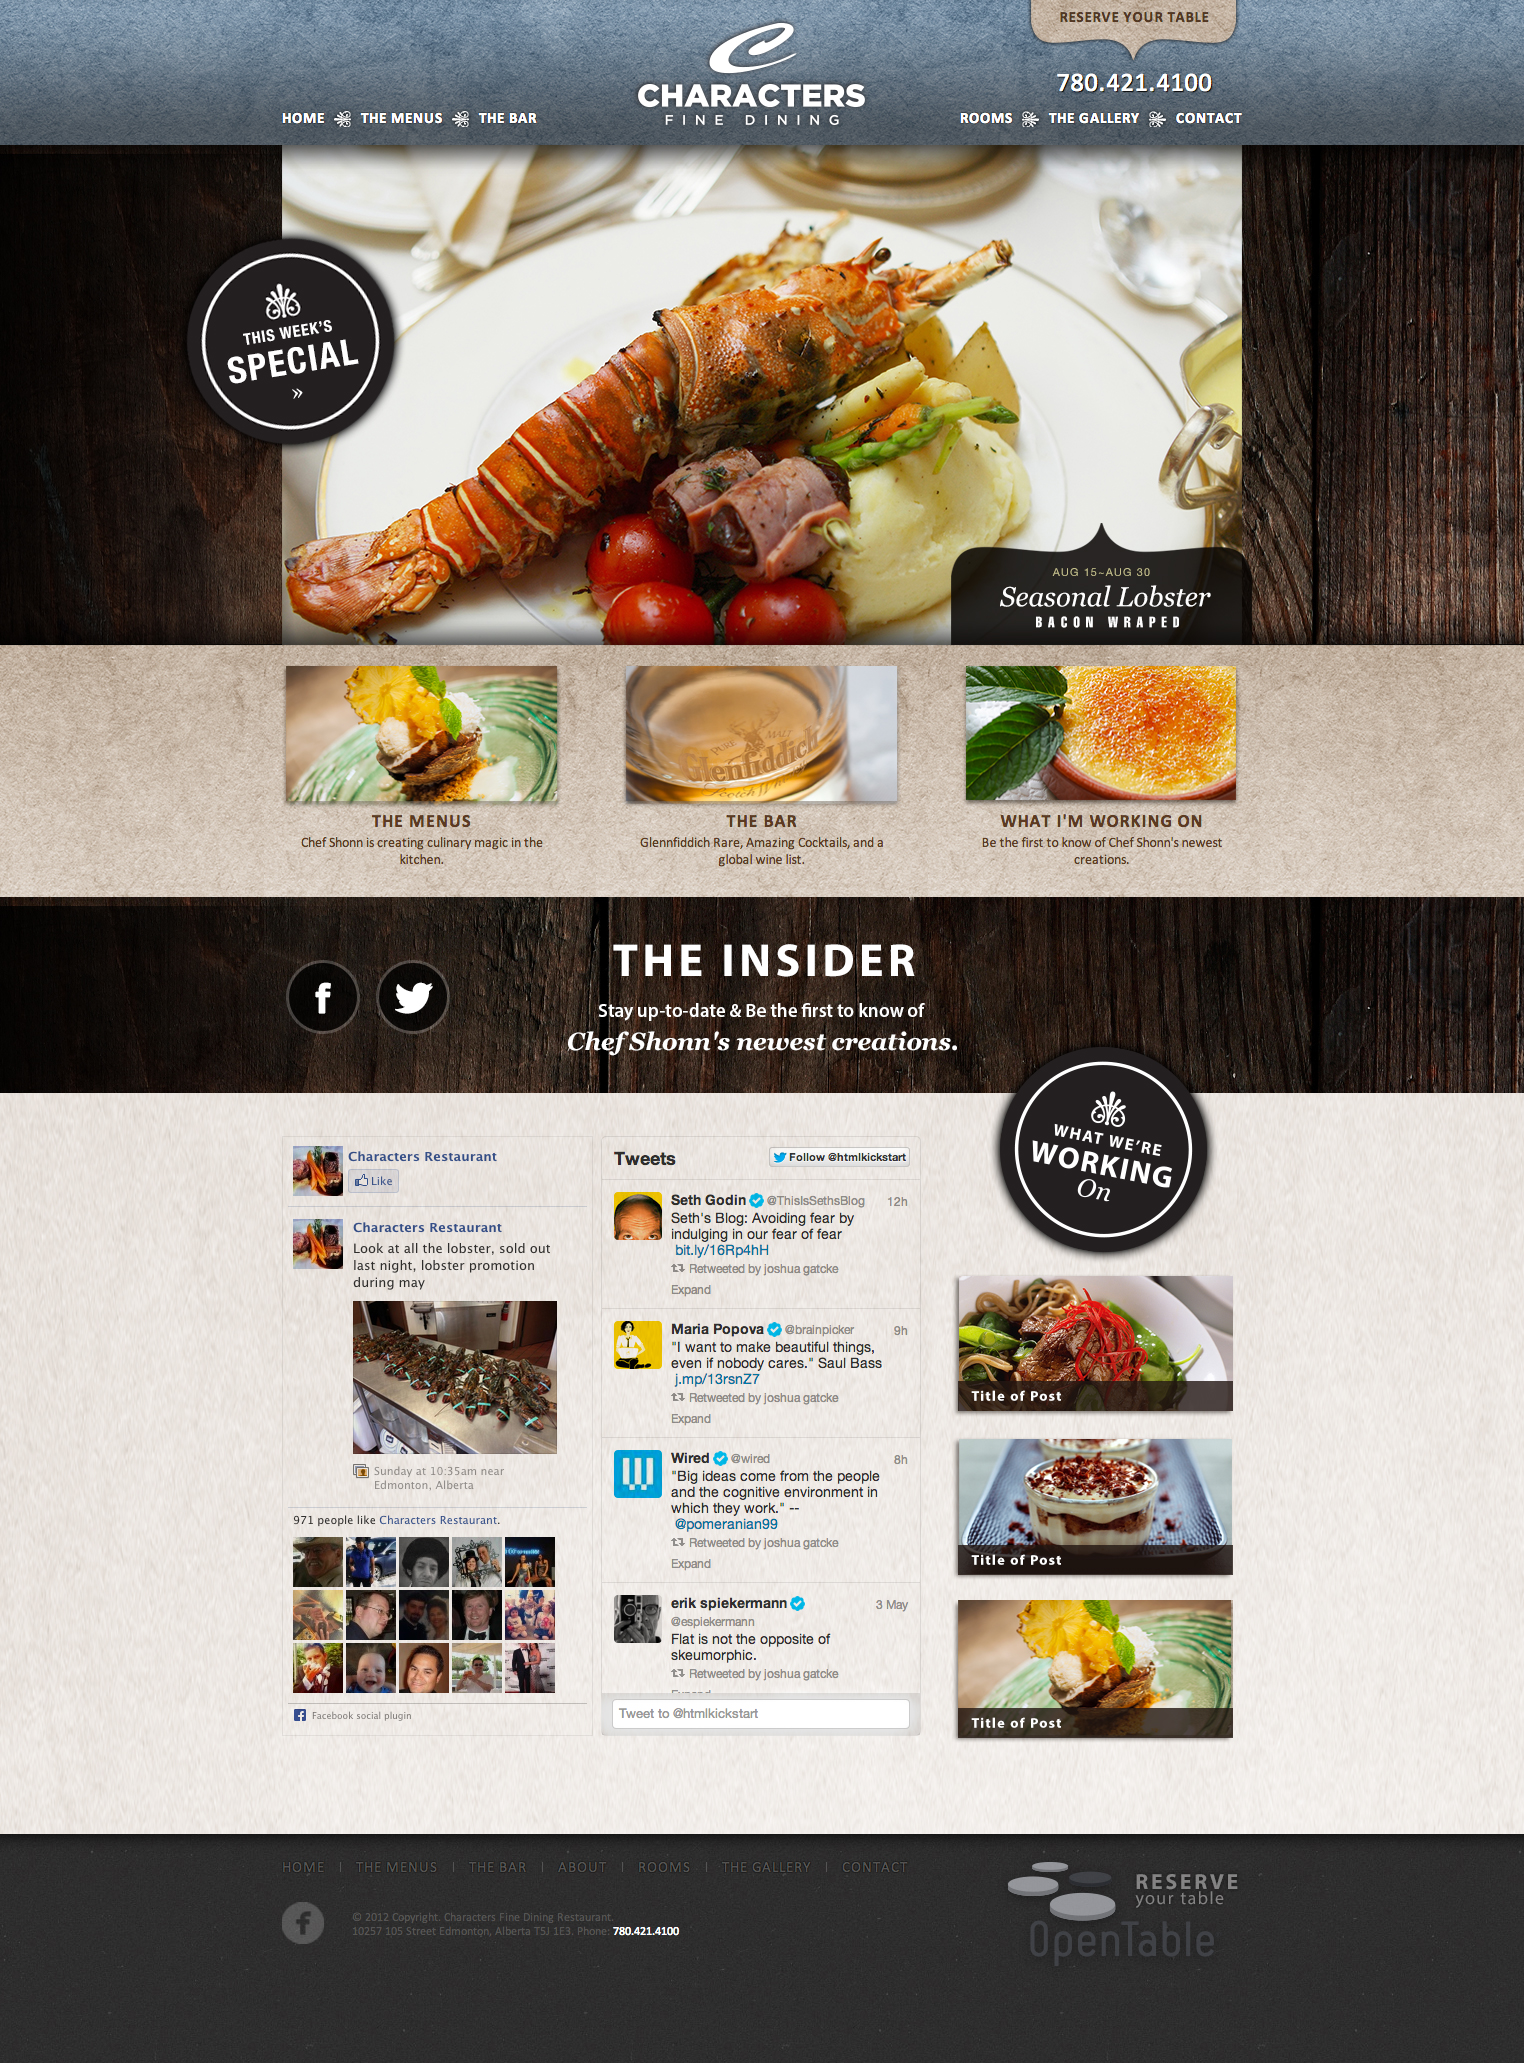 RESERVE YOUR TABLE
780.421.4100
CHARACTERS
FINE DINING
HOME THE MENUS THE BAR
ROOMS THE GALLERY CONTACT
THIS WEEK'S
SPECIAL
»
AUG 15~AUG 30
Seasonal Lobster
BACON WRAPED
PURE MALT
Glenfiddich
THE MENUS
Chef Shonn is creating culinary magic in the
kitchen.
THE BAR
Glennfiddich Rare, Amazing Cocktails, and a
global wine list.
WHAT I'M WORKING ON
Be the first to know of Chef Shonn's newest
creations.
f
THE INSIDER
Stay up-to-date & Be the first to know of
Chef Shonn's newest creations.
WHAT WE'RE
WORKING
On
Characters Restaurant
Like
Characters Restaurant
Look at all the lobster, sold out
last night, lobster promotion
during may
Sunday at 10:35am near
Edmonton, Alberta
971 people like Characters Restaurant.
Facebook social plugin
Tweets
Follow @htmlkickstart
Seth Godin @ThisIsSethsBlog 12h
Seth's Blog: Avoiding fear by
indulging in our fear of fear
bit.ly/16Rp4hH
Retweeted by joshua gatcke
Expand
Maria Popova @brainpicker 9h
"I want to make beautiful things,
even if nobody cares." Saul Bass
j.mp/13rsnZ7
Retweeted by joshua gatcke
Expand
Wired @wired 8h
"Big ideas come from the people
and the cognitive environment in
which they work." --
@pomeranian99
Retweeted by joshua gatcke
Expand
erik spiekermann 3 May
@espiekermann
Flat is not the opposite of
skeumorphic.
Retweeted by joshua gatcke
Tweet to @htmlkickstart
Title of Post
Title of Post
Title of Post
HOME | THE MENUS | THE BAR | ABOUT | ROOMS | THE GALLERY | CONTACT
f
© 2012 Copyright. Characters Fine Dining Restaurant.
10257 105 Street Edmonton, Alberta T5J 1E3. Phone: 780.421.4100
RESERVE
your table
OpenTable